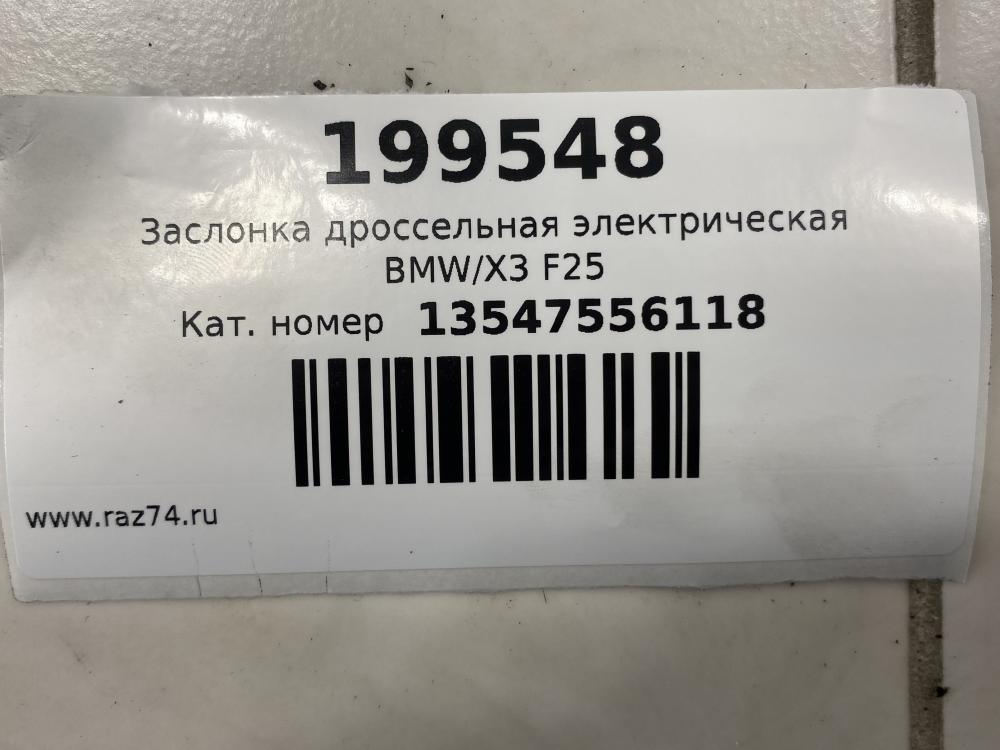 199548
Заслонка дроссельная электрическая
BMW/X3 F25
Кат. номер 13547556118
www.raz74.ru